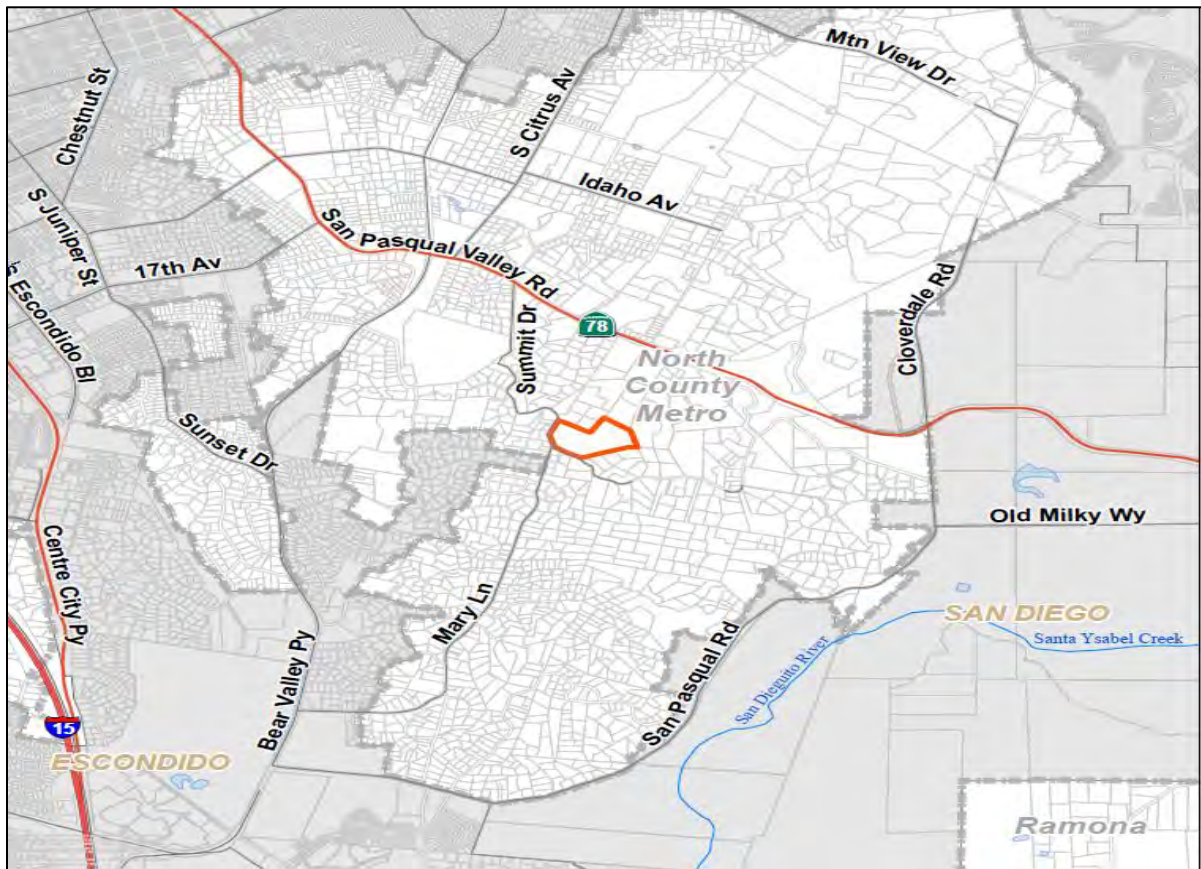 Chestnut St
S Citrus Av
Mtn View Dr
S Juniper St
Idaho Av
San Pasqual Valley Rd
17th Av
S Escondido Bl
Summit Dr
78
Cloverdale Rd
North
County
Metro
Sunset Dr
Old Milky Wy
Centre City Py
Mary Ln
SAN DIEGO
Santa Ysabel Creek
San Dieguito River
San Pasqual Rd
Bear Valley Py
15
ESCONDIDO
Ramona